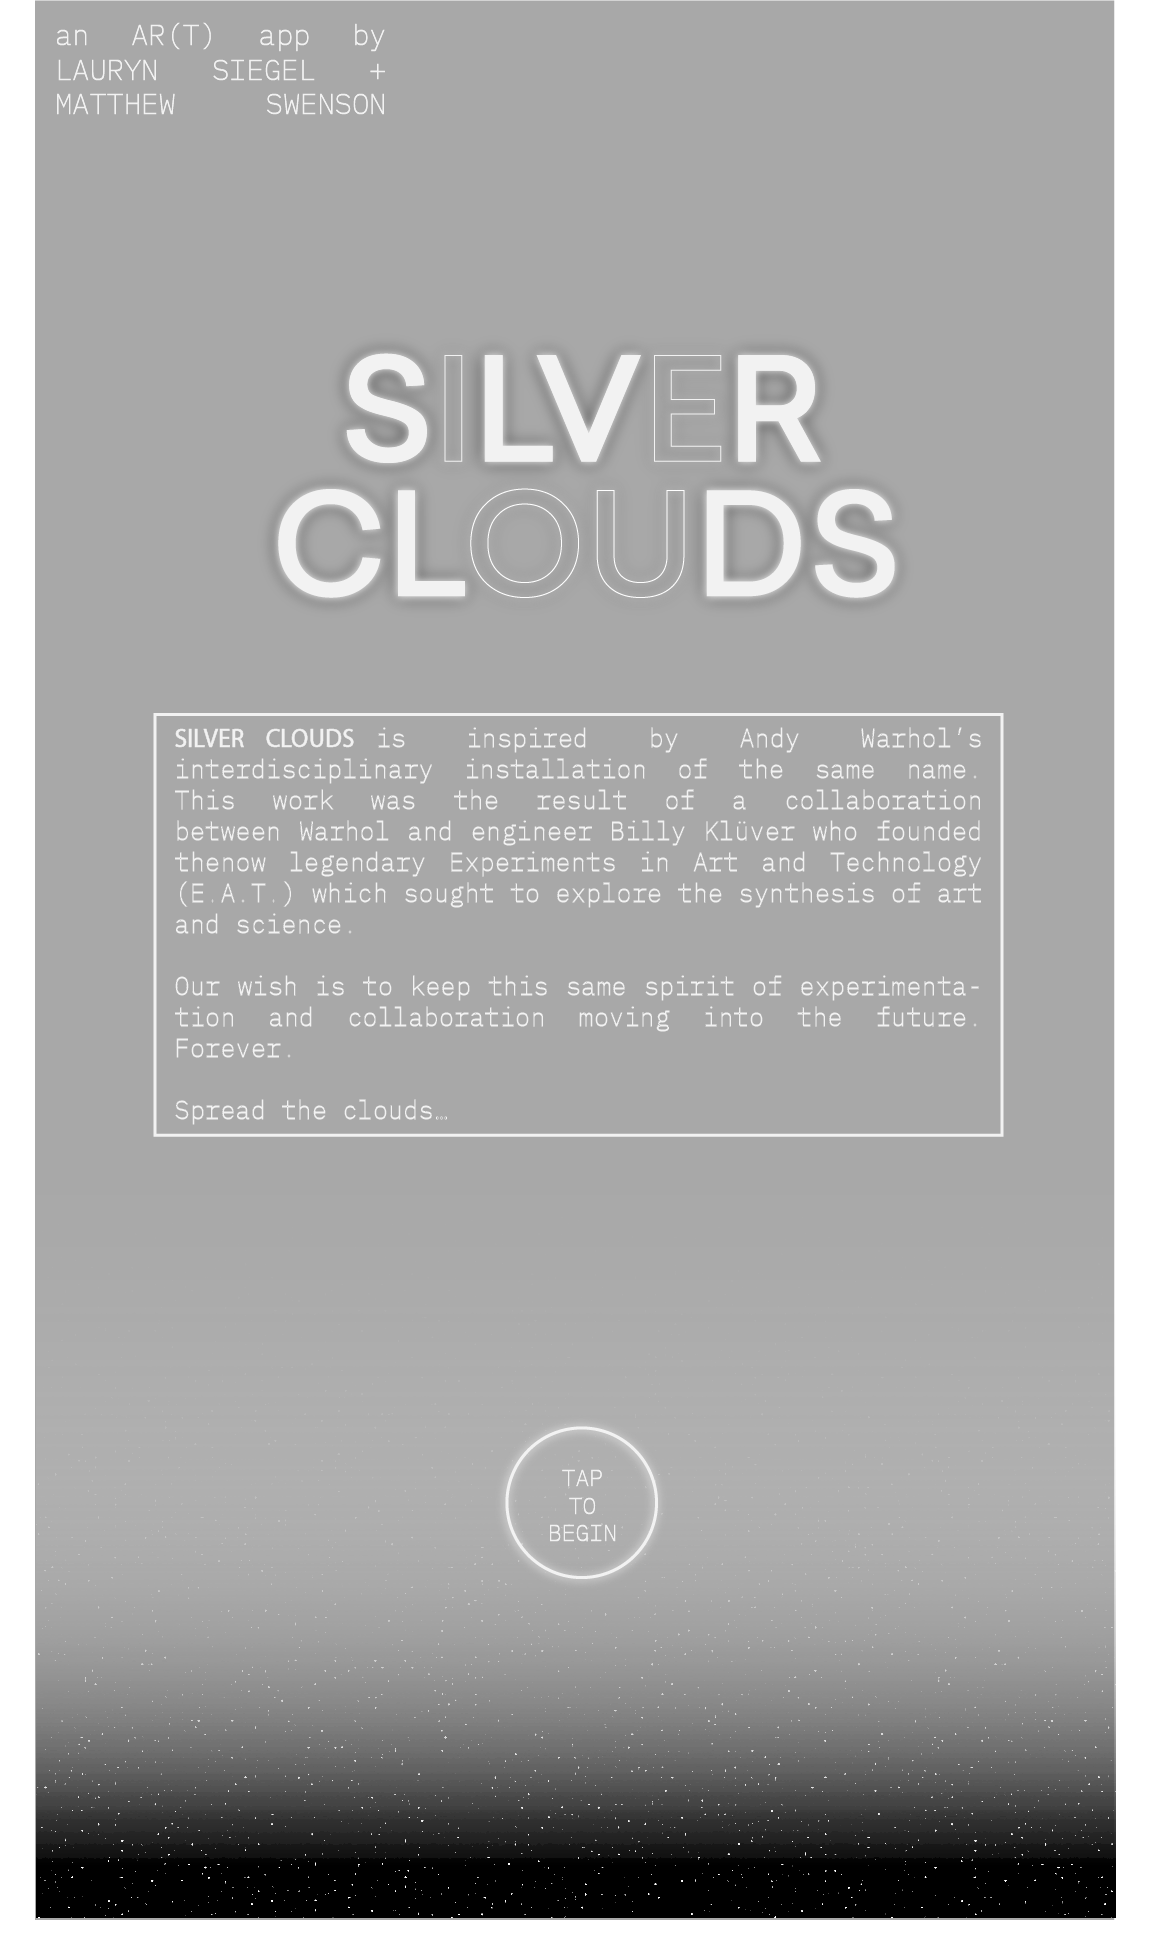 an AR(T) app by
LAURYN SIEGEL +
MATTHEW SWENSON
SILVER
CLOUDS
SILVER CLOUDS is inspired by Andy Warhol’s
interdisciplinary installation of the same name.
This work was the result of a collaboration
between Warhol and engineer Billy Klüver who founded
thenow legendary Experiments in Art and Technology
(E.A.T.) which sought to explore the synthesis of art
and science.
Our wish is to keep this same spirit of experimenta-
tion and collaboration moving into the future.
Forever.
Spread the clouds…
TAP
TO
BEGIN